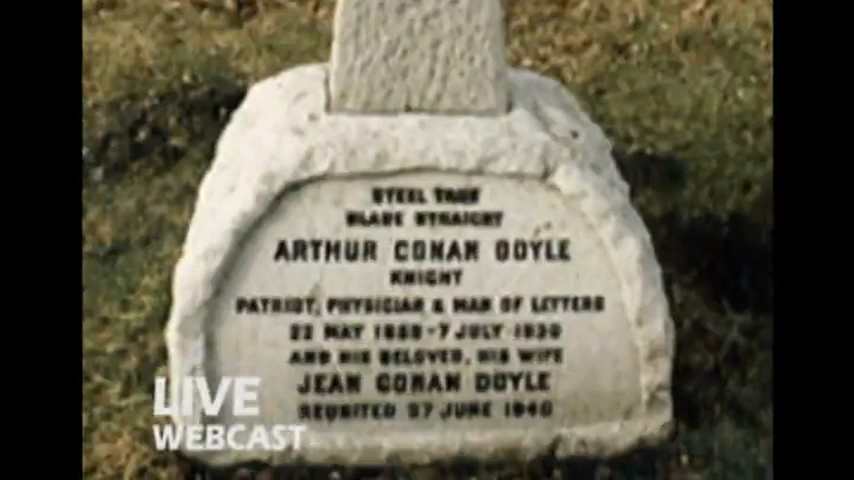 STEEL TRUE
BLADE STRAIGHT
ARTHUR CONAN DOYLE
KNIGHT
PATRIOT, PHYSICIAN & MAN OF LETTERS
22 MAY 1859 - 7 JULY 1930
AND HIS BELOVED, HIS WIFE
JEAN CONAN DOYLE
REUNITED 27 JUNE 1940
LIVE
WEBCAST